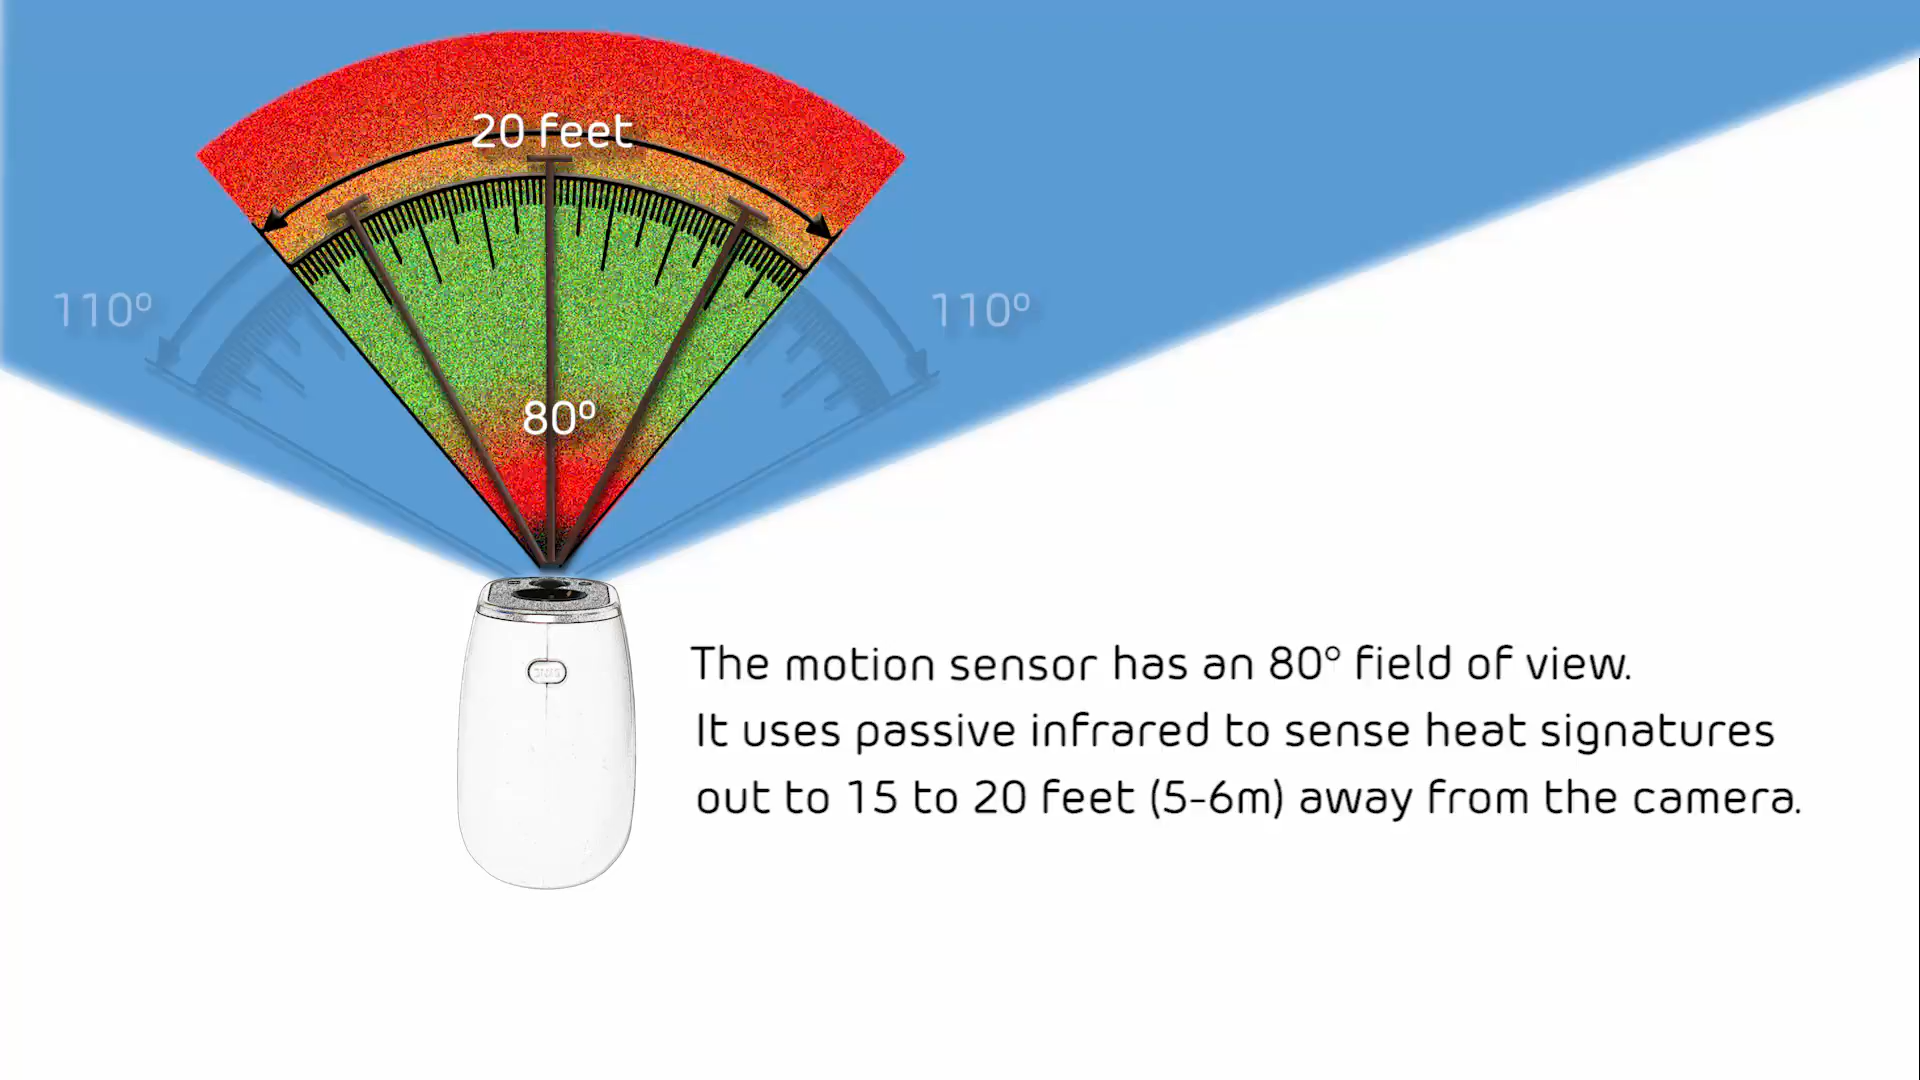 20 feet
110º
110º
80º
The motion sensor has an 80° field of view.
It uses passive infrared to sense heat signatures
out to 15 to 20 feet (5-6m) away from the camera.